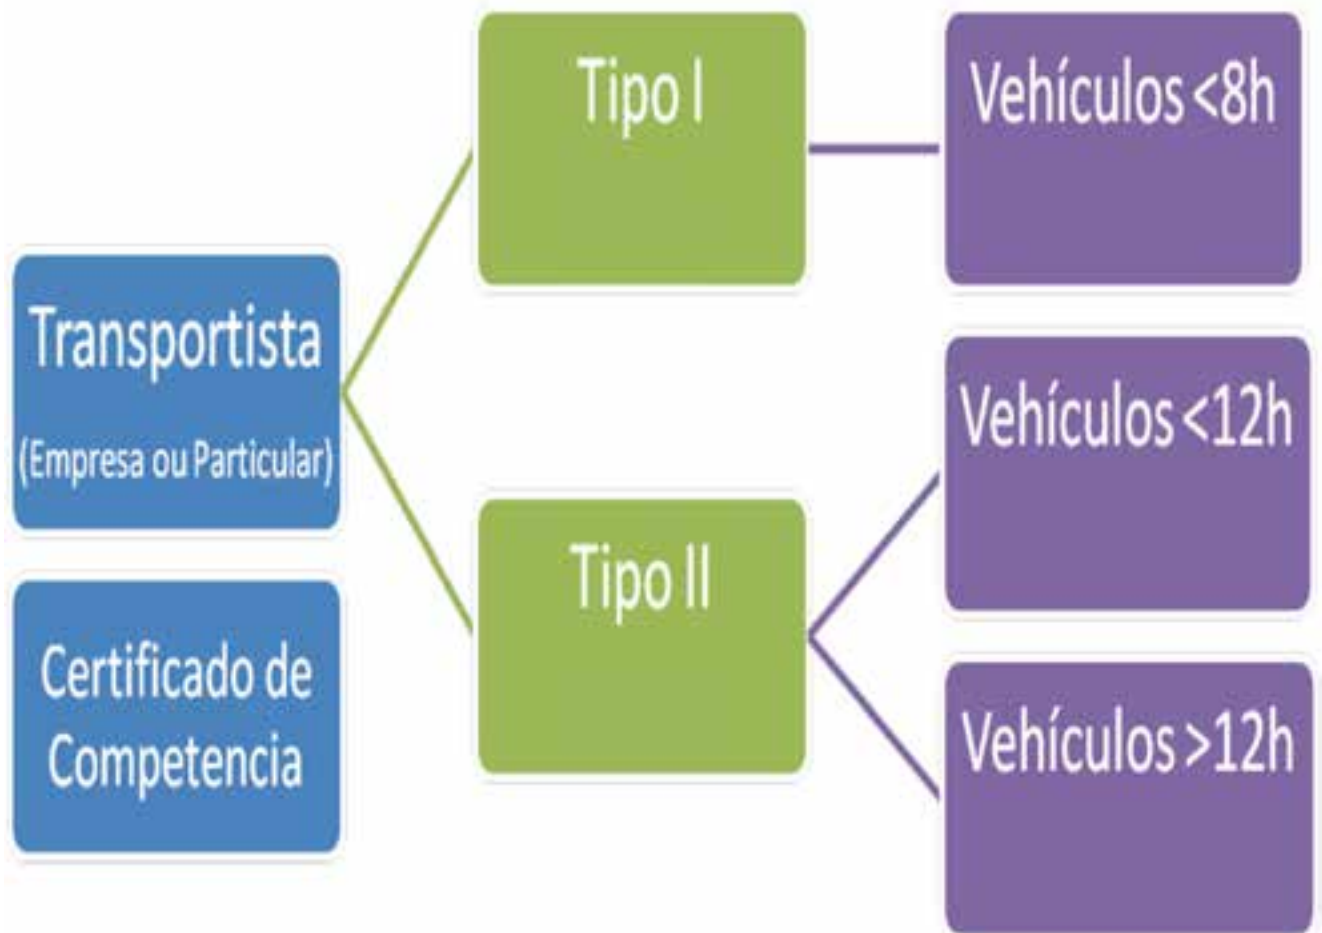 Transportista
(Empresa ou Particular)
Certificado de
Competencia
Tipo I
Tipo II
Vehículos <8h
Vehículos <12h
Vehículos >12h